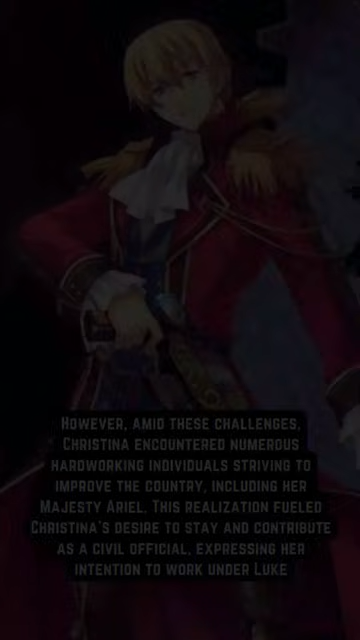 However, amid these challenges,
Christina encountered numerous
hardworking individuals striving to
improve the country, including her
Majesty Ariel. This realization fueled
Christina's desire to stay and contribute
as a civil official, expressing her
intention to work under Luke